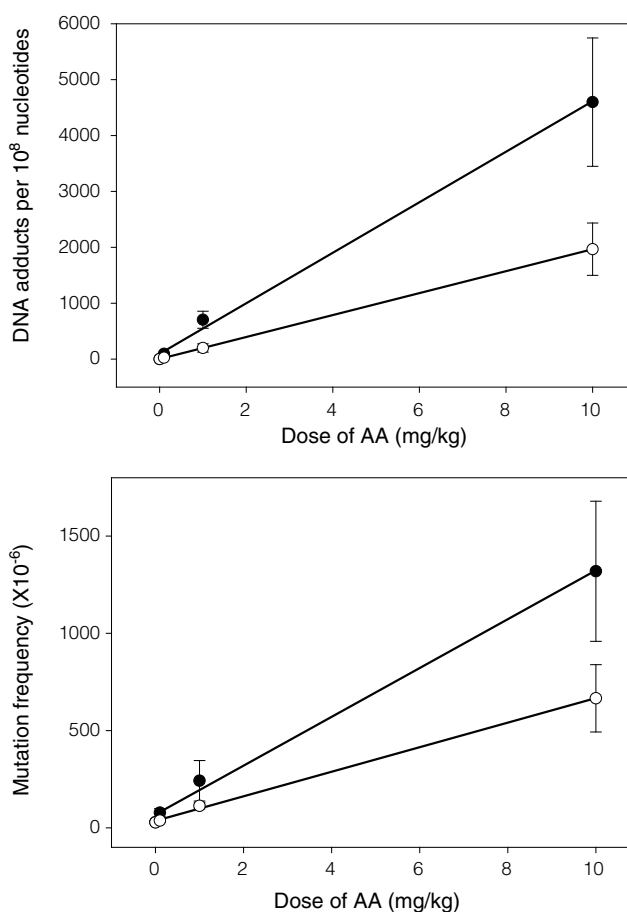 6000
5000
4000
3000
2000
1000
0
DNA adducts per 10⁸ nucleotides
0 2 4 6 8 10
Dose of AA (mg/kg)
1500
1000
500
0
Mutation frequency (X10⁻⁶)
0 2 4 6 8 10
Dose of AA (mg/kg)